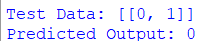 Test Data: [[0, 1]]
Predicted Output: 0